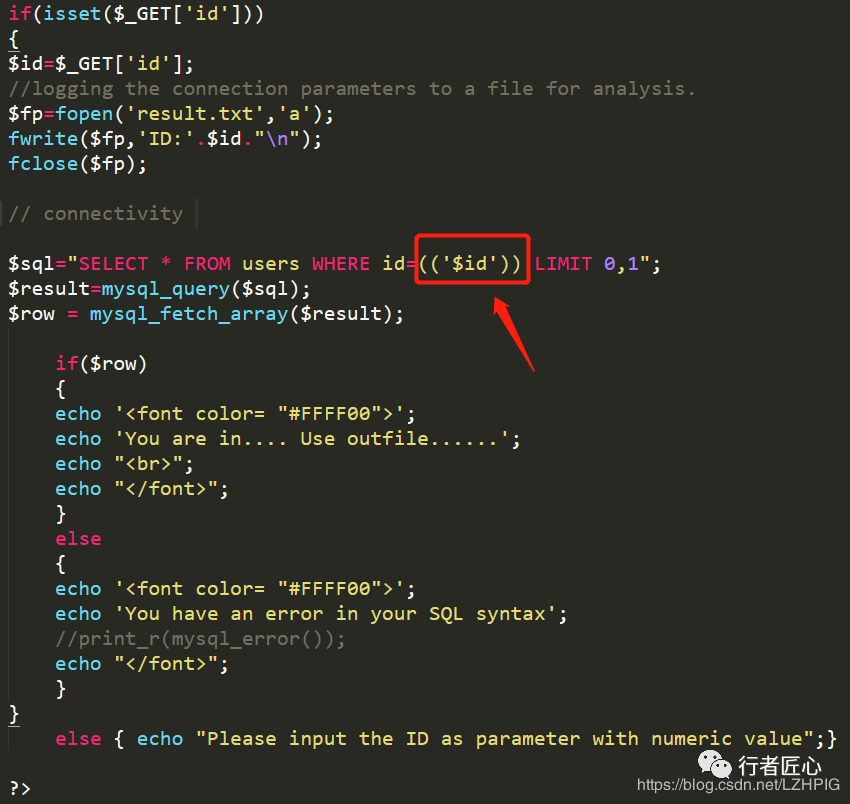 if(isset($_GET['id']))
{
$id=$_GET['id'];
//logging the connection parameters to a file for analysis.
$fp=fopen('result.txt','a');
fwrite($fp,'ID:'.$id."\n");
fclose($fp);
// connectivity
$sql="SELECT * FROM users WHERE id=(('$id')) LIMIT 0,1";
$result=mysql_query($sql);
$row = mysql_fetch_array($result);
if($row)
{
echo '<font color= "#FFFF00">';
echo 'You are in.... Use outfile......';
echo "<br>";
echo "</font>";
}
else
{
echo '<font color= "#FFFF00">';
echo 'You have an error in your SQL syntax';
//print_r(mysql_error());
echo "</font>";
}
}
else { echo "Please input the ID as parameter with numeric value";}
行者匠心
https://blog.csdn.net/LZHPIG
?>